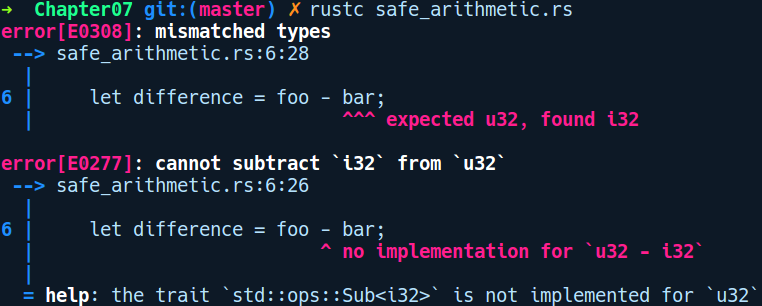 ➜  Chapter07 git:(master) ✗ rustc safe_arithmetic.rs
error[E0308]: mismatched types
 --> safe_arithmetic.rs:6:28
  |
6 |     let difference = foo - bar;
  |                            ^^^ expected u32, found i32

error[E0277]: cannot subtract `i32` from `u32`
 --> safe_arithmetic.rs:6:26
  |
6 |     let difference = foo - bar;
  |                          ^ no implementation for `u32 - i32`
  |
  = help: the trait `std::ops::Sub<i32>` is not implemented for `u32`